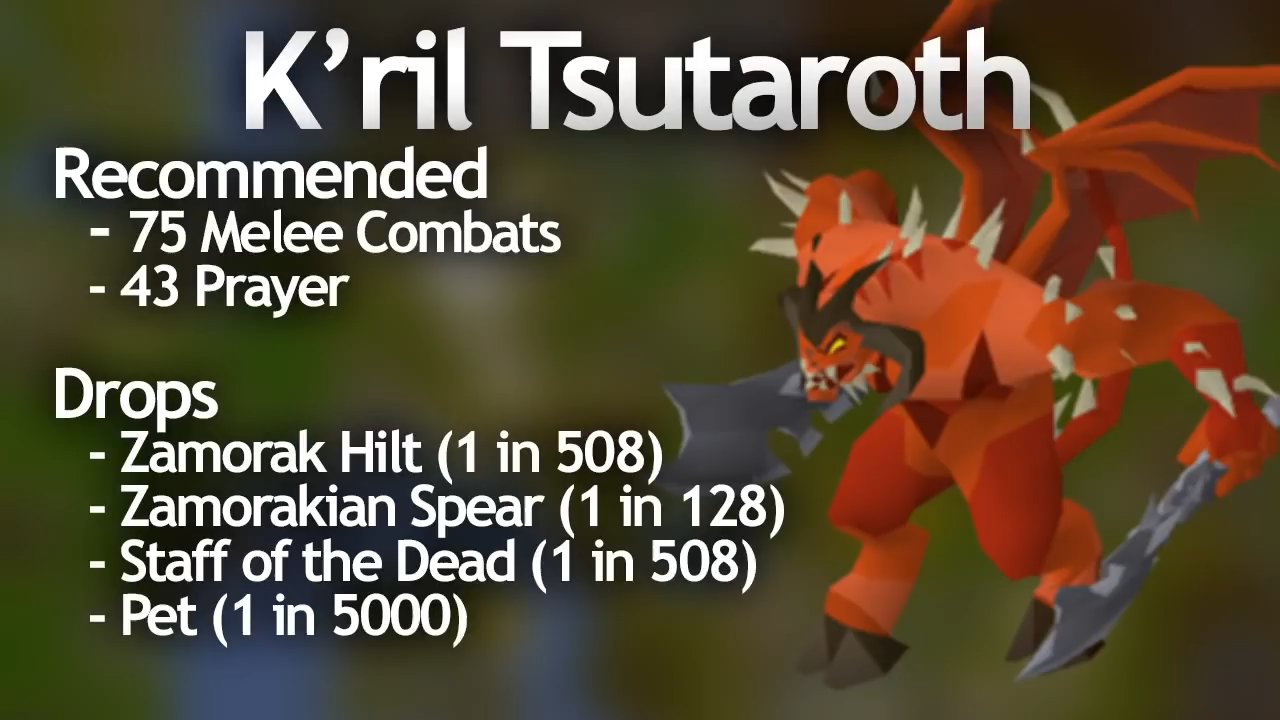 K'ril Tsutaroth
Recommended
- 75 Melee Combats
- 43 Prayer
Drops
- Zamorak Hilt (1 in 508)
- Zamorakian Spear (1 in 128)
- Staff of the Dead (1 in 508)
- Pet (1 in 5000)